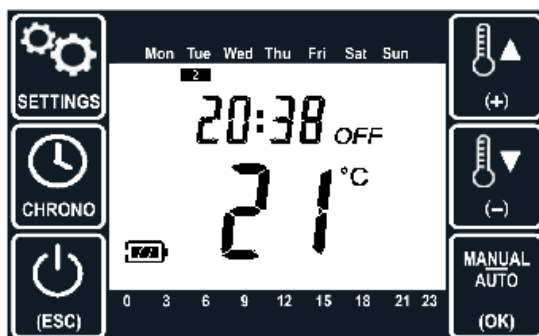 SETTINGS
Mon Tue Wed Thu Fri Sat Sun
2
20:38 OFF
21 °C
(+)
CHRONO
(–)
(ESC)
0 3 6 9 12 15 18 21 23
MANUAL
AUTO
(OK)